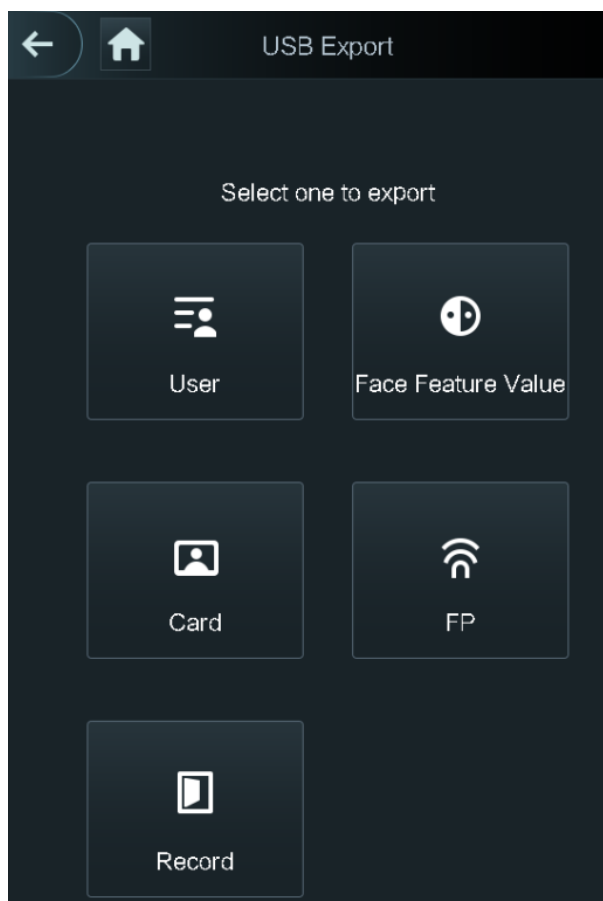 USB Export
Select one to export
User
Face Feature Value
Card
FP
Record